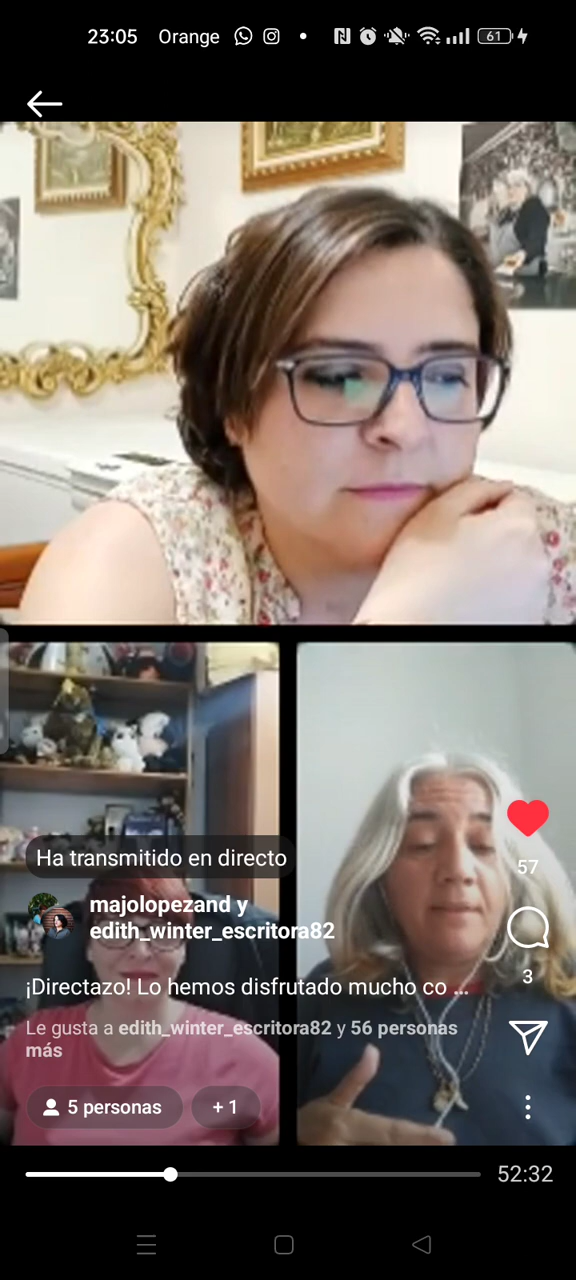 23:05 Orange 61
Ha transmitido en directo
57
majolopezand y
edith_winter_escritora82
3
¡Directazo! Lo hemos disfrutado mucho co ...
Le gusta a edith_winter_escritora82 y 56 personas
más
5 personas +1
52:32